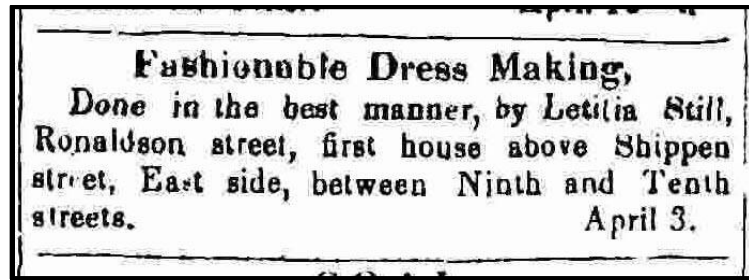 Fashionable Dress Making,
Done in the best manner, by Letitia Still,
Ronaldson street, first house above Shippen
street, East side, between Ninth and Tenth
streets. April 3.